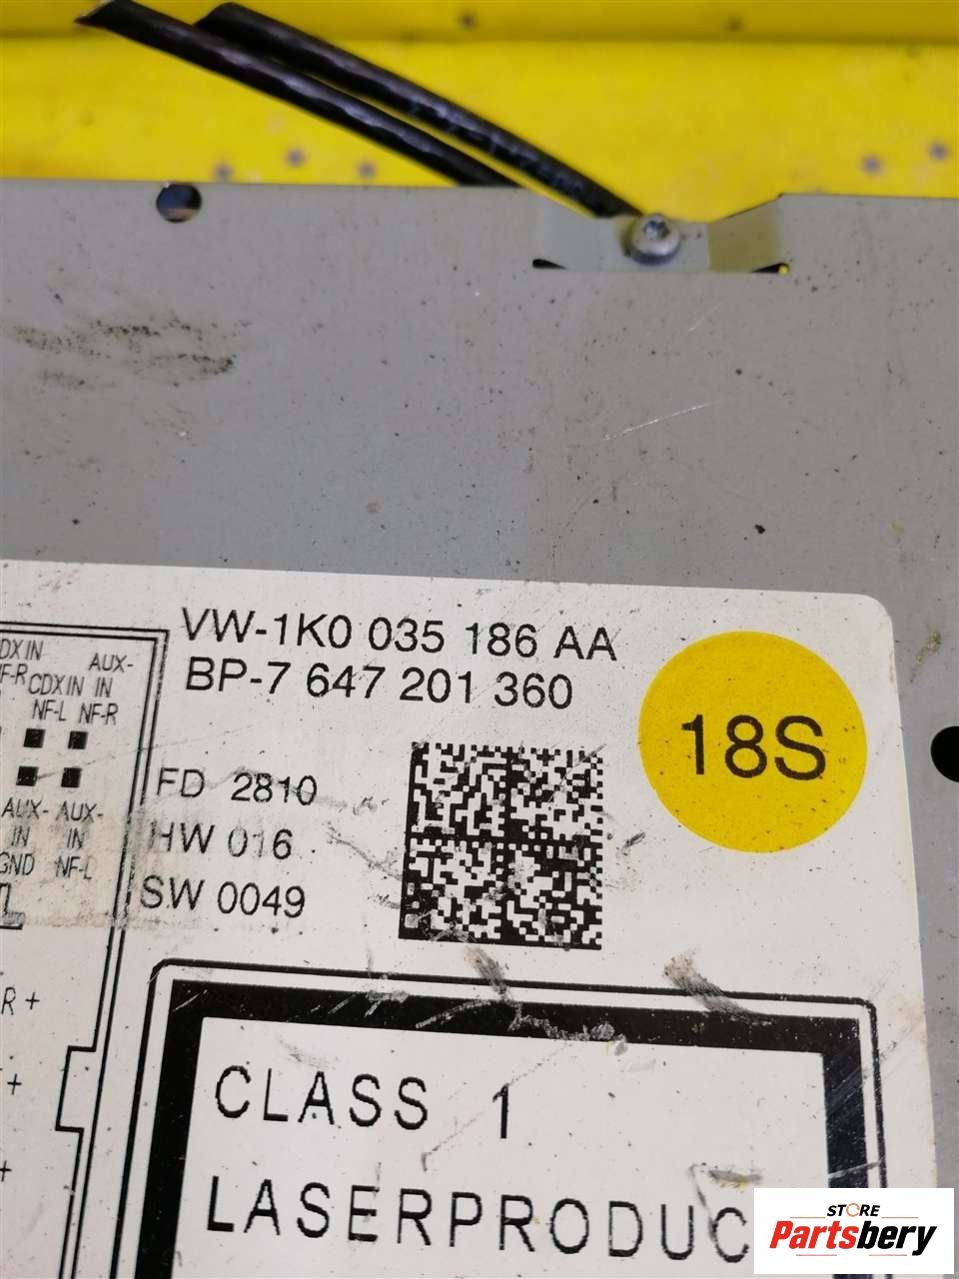 VW-1K0 035 186 AA
BP-7 647 201 360
18S
FD 2810
HW 016
SW 0049
CDX IN AUX-
CDX IN IN
NF-L NF-R
AUX- AUX-
IN IN
GND NF-L
R +
+
+
CLASS 1
LASERPRODUC
STORE
Partsbery